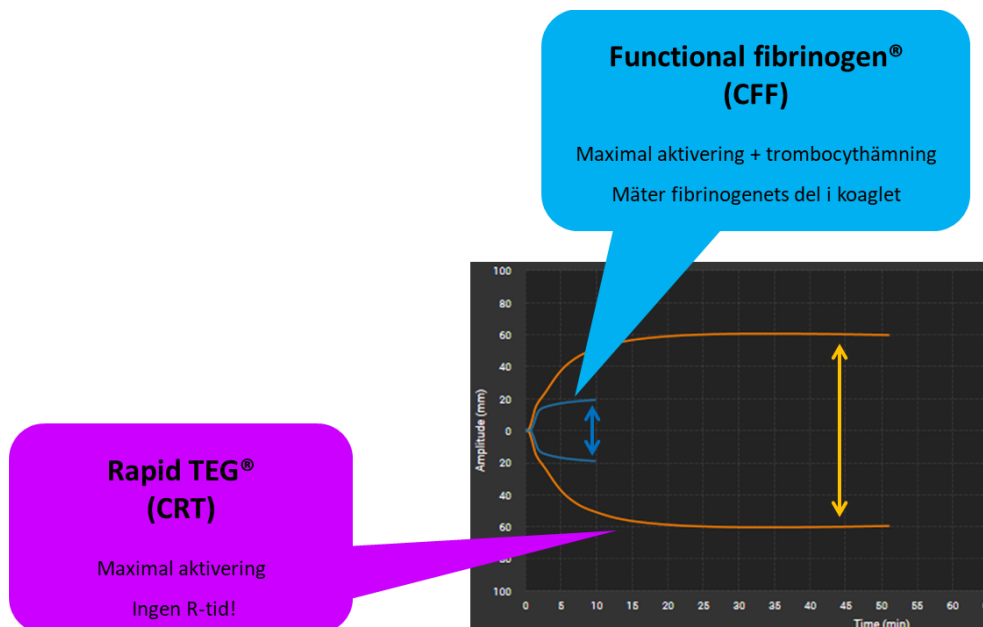 Functional fibrinogen®
(CFF)
Maximal aktivering + trombocythämning
Mäter fibrinogenets del i koaglet
Rapid TEG®
(CRT)
Maximal aktivering
Ingen R-tid!
Amplitude (mm)
100
80
60
40
20
0
20
40
60
80
100
0 5 10 15 20 25 30 35 40 45 50 55 60
Time (min)